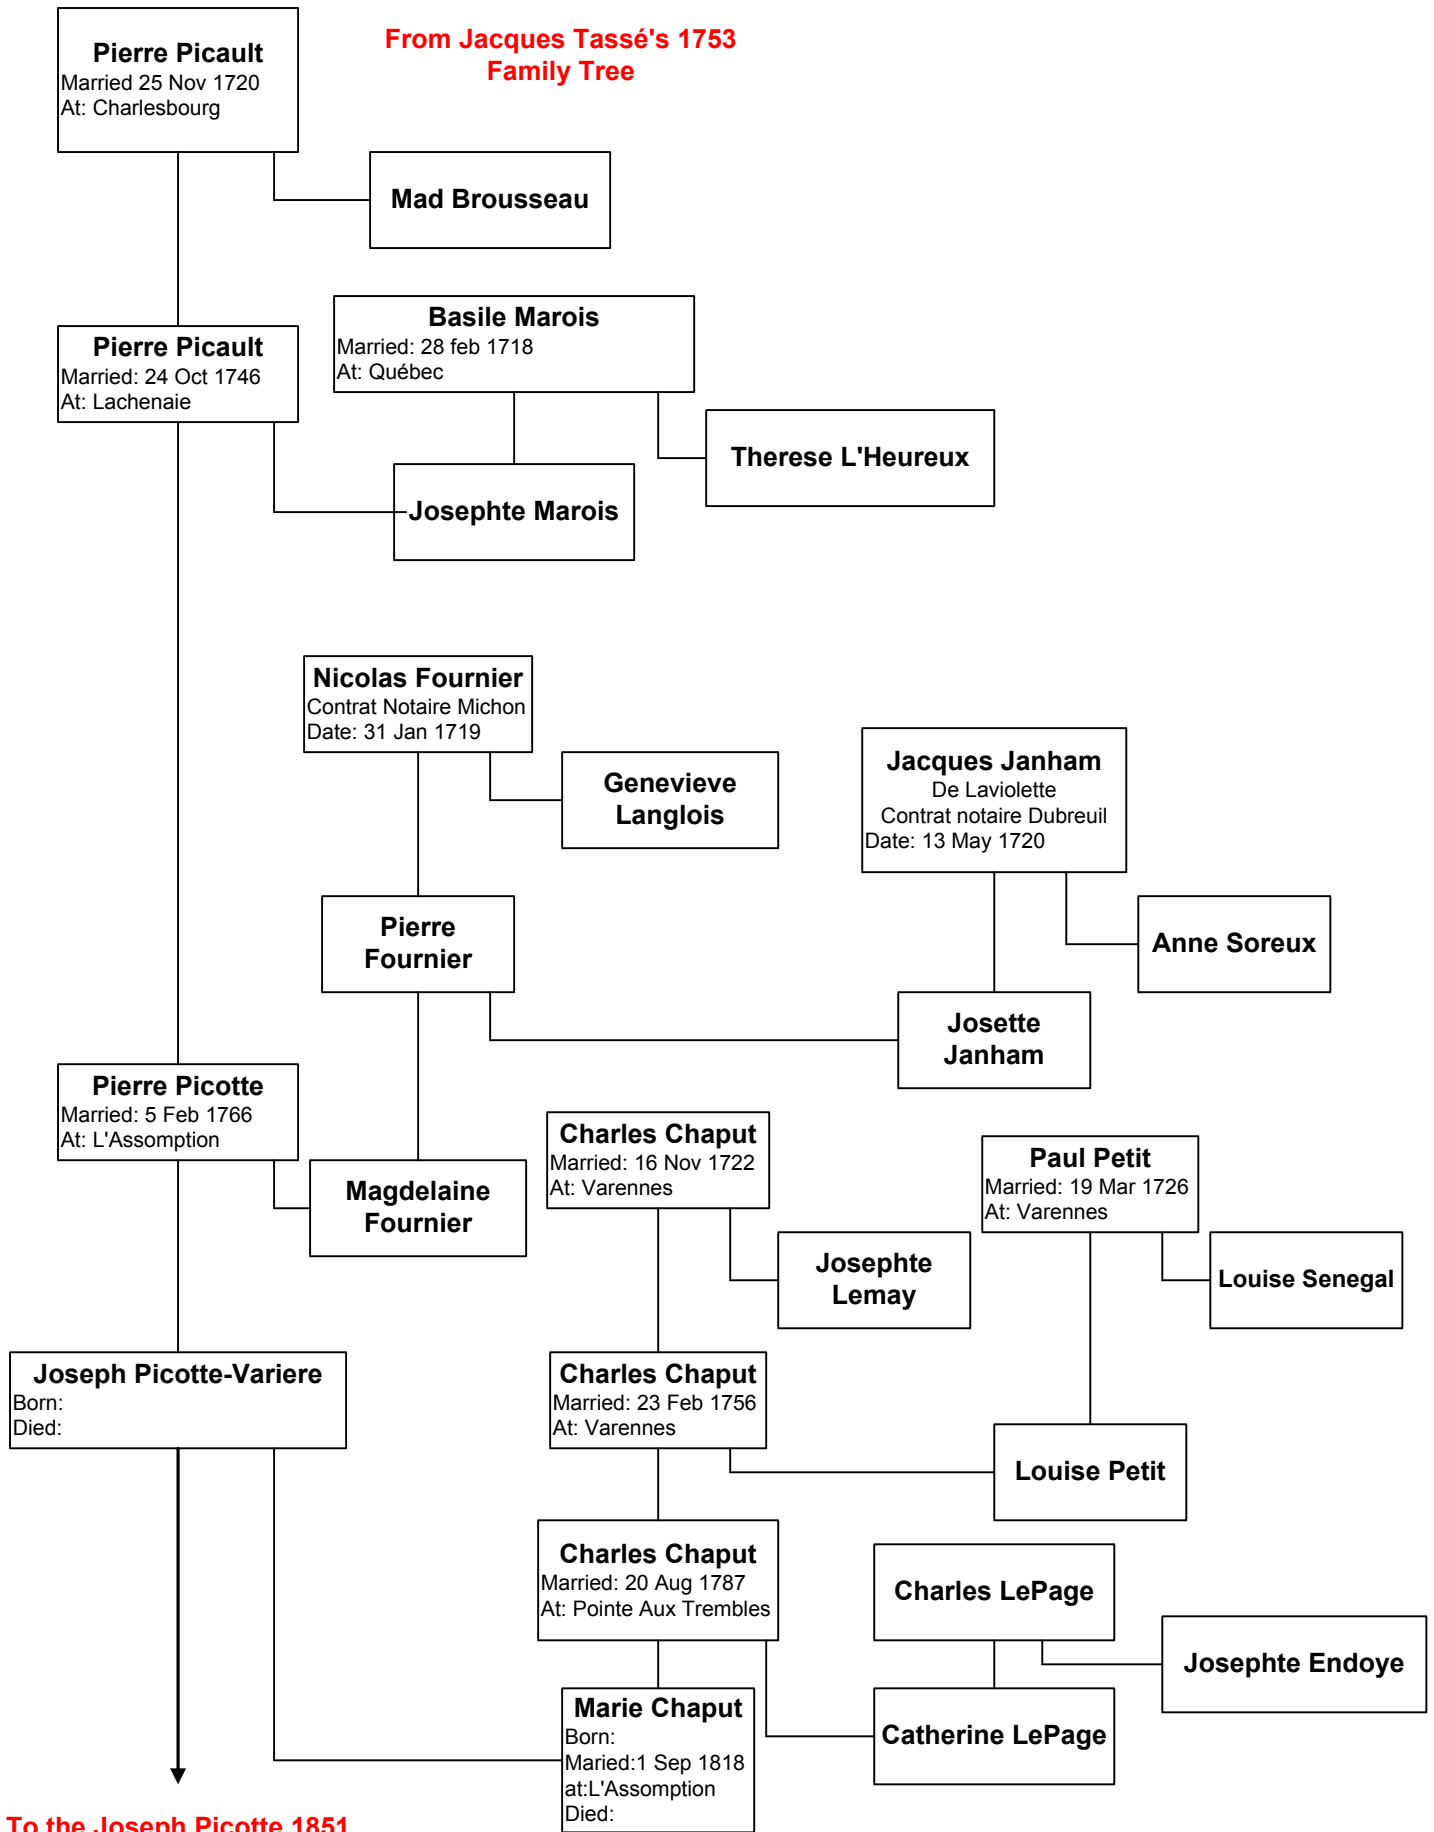 From Jacques Tassé's 1753
Family Tree
Pierre Picault
Married 25 Nov 1720
At: Charlesbourg
Mad Brousseau
Basile Marois
Married: 28 feb 1718
At: Québec
Pierre Picault
Married: 24 Oct 1746
At: Lachenaie
Therese L'Heureux
Josephte Marois
Nicolas Fournier
Contrat Notaire Michon
Date: 31 Jan 1719
Genevieve
Langlois
Jacques Janham
De Laviolette
Contrat notaire Dubreuil
Date: 13 May 1720
Pierre
Fournier
Anne Soreux
Josette
Janham
Pierre Picotte
Married: 5 Feb 1766
At: L'Assomption
Magdelaine
Fournier
Charles Chaput
Married: 16 Nov 1722
At: Varennes
Paul Petit
Married: 19 Mar 1726
At: Varennes
Josephte
Lemay
Louise Senegal
Joseph Picotte-Variere
Born:
Died:
Charles Chaput
Married: 23 Feb 1756
At: Varennes
Louise Petit
Charles Chaput
Married: 20 Aug 1787
At: Pointe Aux Trembles
Charles LePage
Josephte Endoye
Marie Chaput
Born:
Maried:1 Sep 1818
at:L'Assomption
Died:
Catherine LePage
To the Joseph Picotte 1851